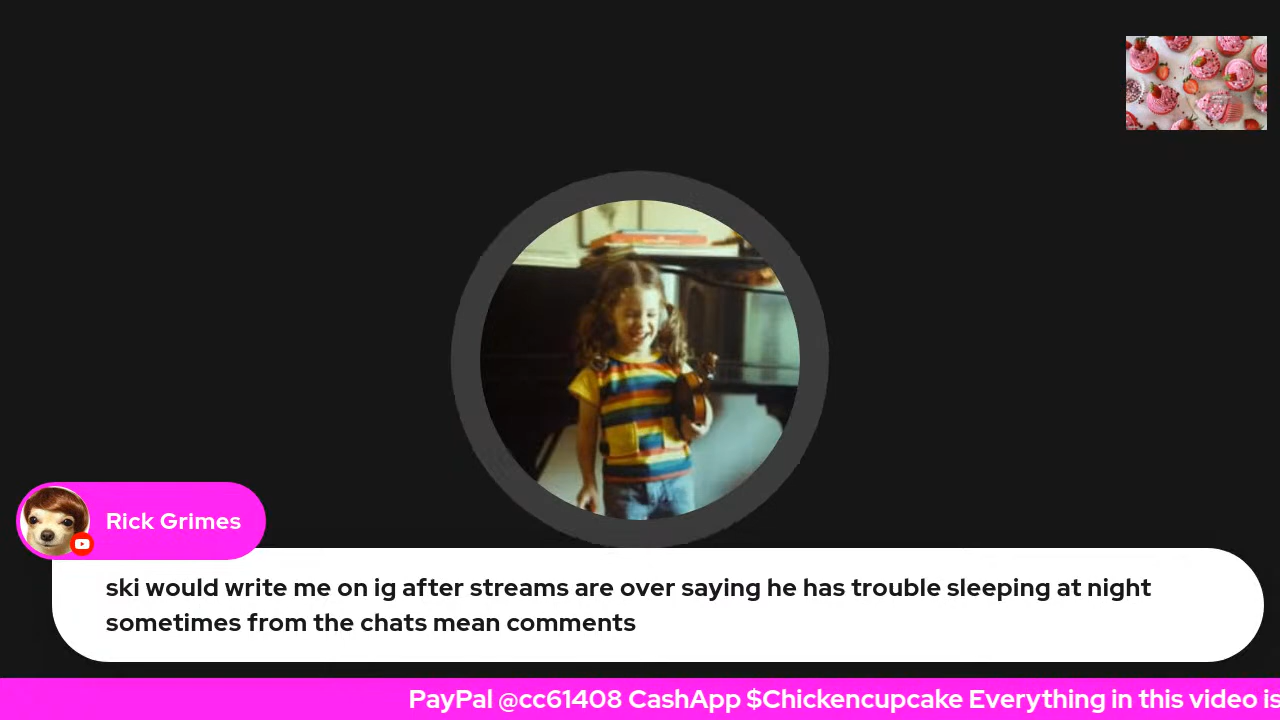 Rick Grimes
ski would write me on ig after streams are over saying he has trouble sleeping at night
sometimes from the chats mean comments
PayPal @cc61408 CashApp $Chickencupcake Everything in this video is